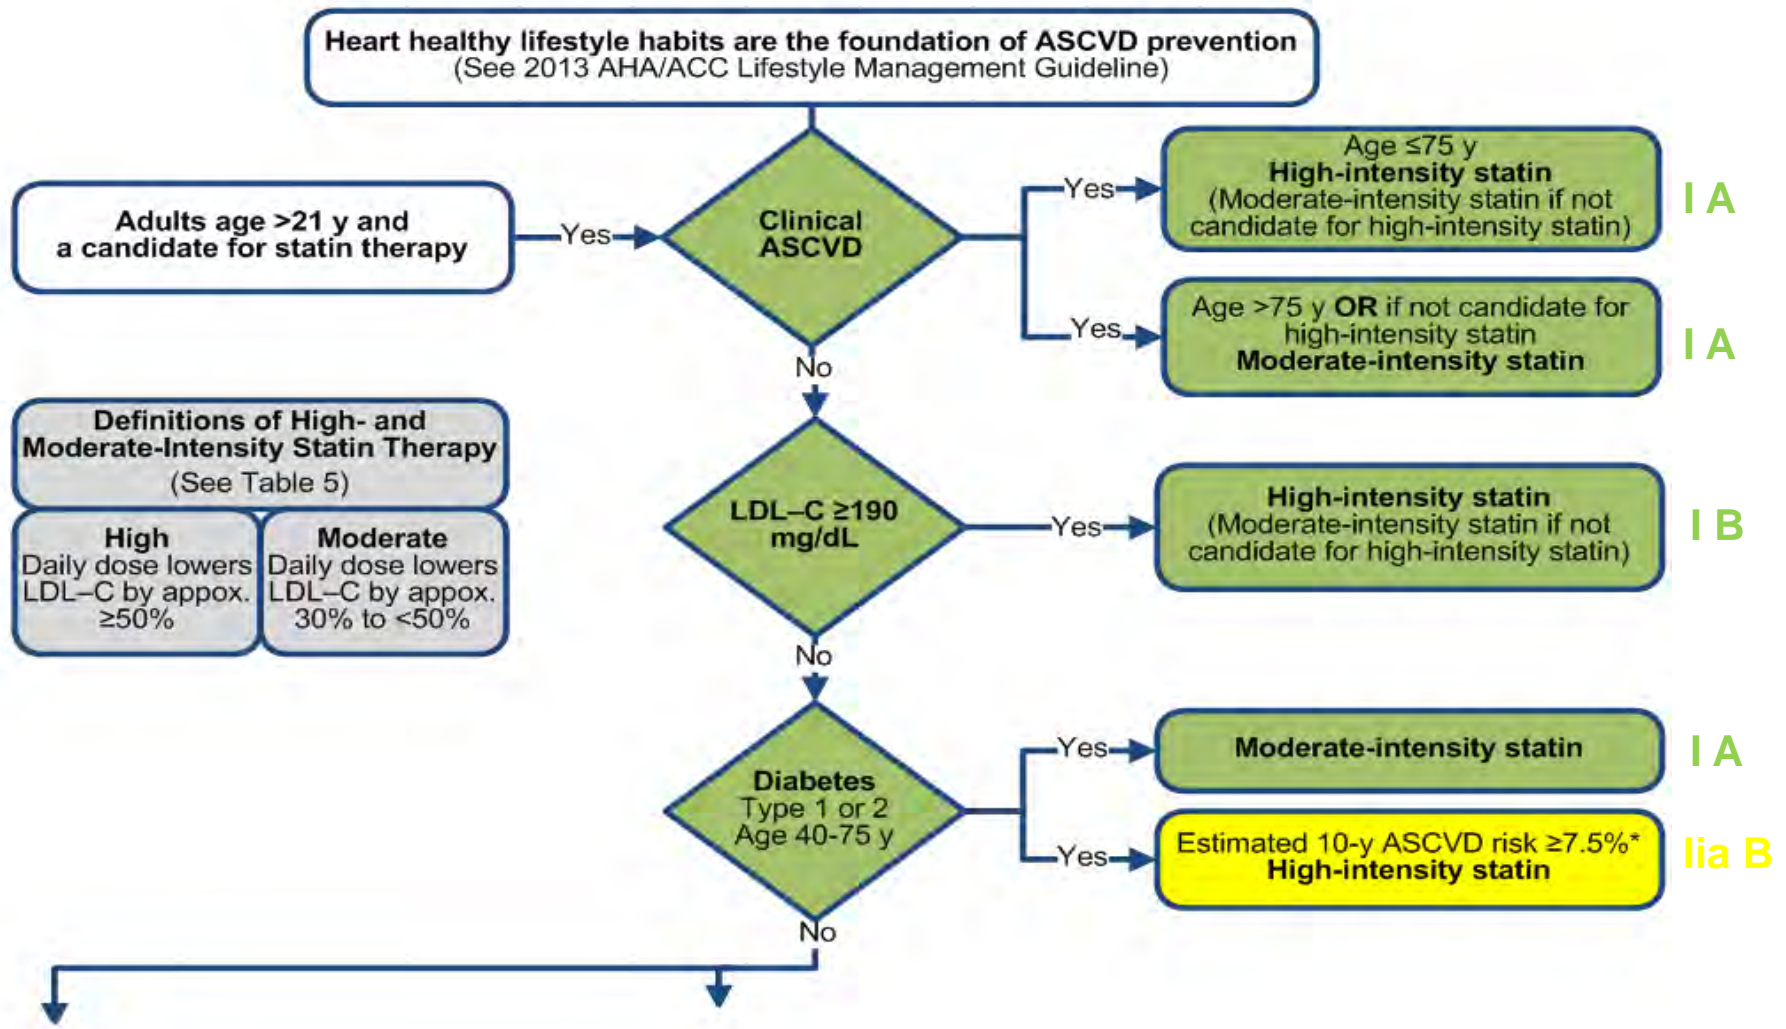 Heart healthy lifestyle habits are the foundation of ASCVD prevention
(See 2013 AHA/ACC Lifestyle Management Guideline)
Adults age >21 y and
a candidate for statin therapy
Yes
Clinical
ASCVD
Yes
Age ≤75 y
High-intensity statin
(Moderate-intensity statin if not
candidate for high-intensity statin)
I A
Yes
Age >75 y OR if not candidate for
high-intensity statin
Moderate-intensity statin
I A
No
Definitions of High- and
Moderate-Intensity Statin Therapy
(See Table 5)
High
Daily dose lowers
LDL–C by appox.
≥50%
Moderate
Daily dose lowers
LDL–C by appox.
30% to <50%
LDL–C ≥190
mg/dL
Yes
High-intensity statin
(Moderate-intensity statin if not
candidate for high-intensity statin)
I B
No
Diabetes
Type 1 or 2
Age 40-75 y
Yes
Moderate-intensity statin
I A
Yes
Estimated 10-y ASCVD risk ≥7.5%*
High-intensity statin
Iia B
No